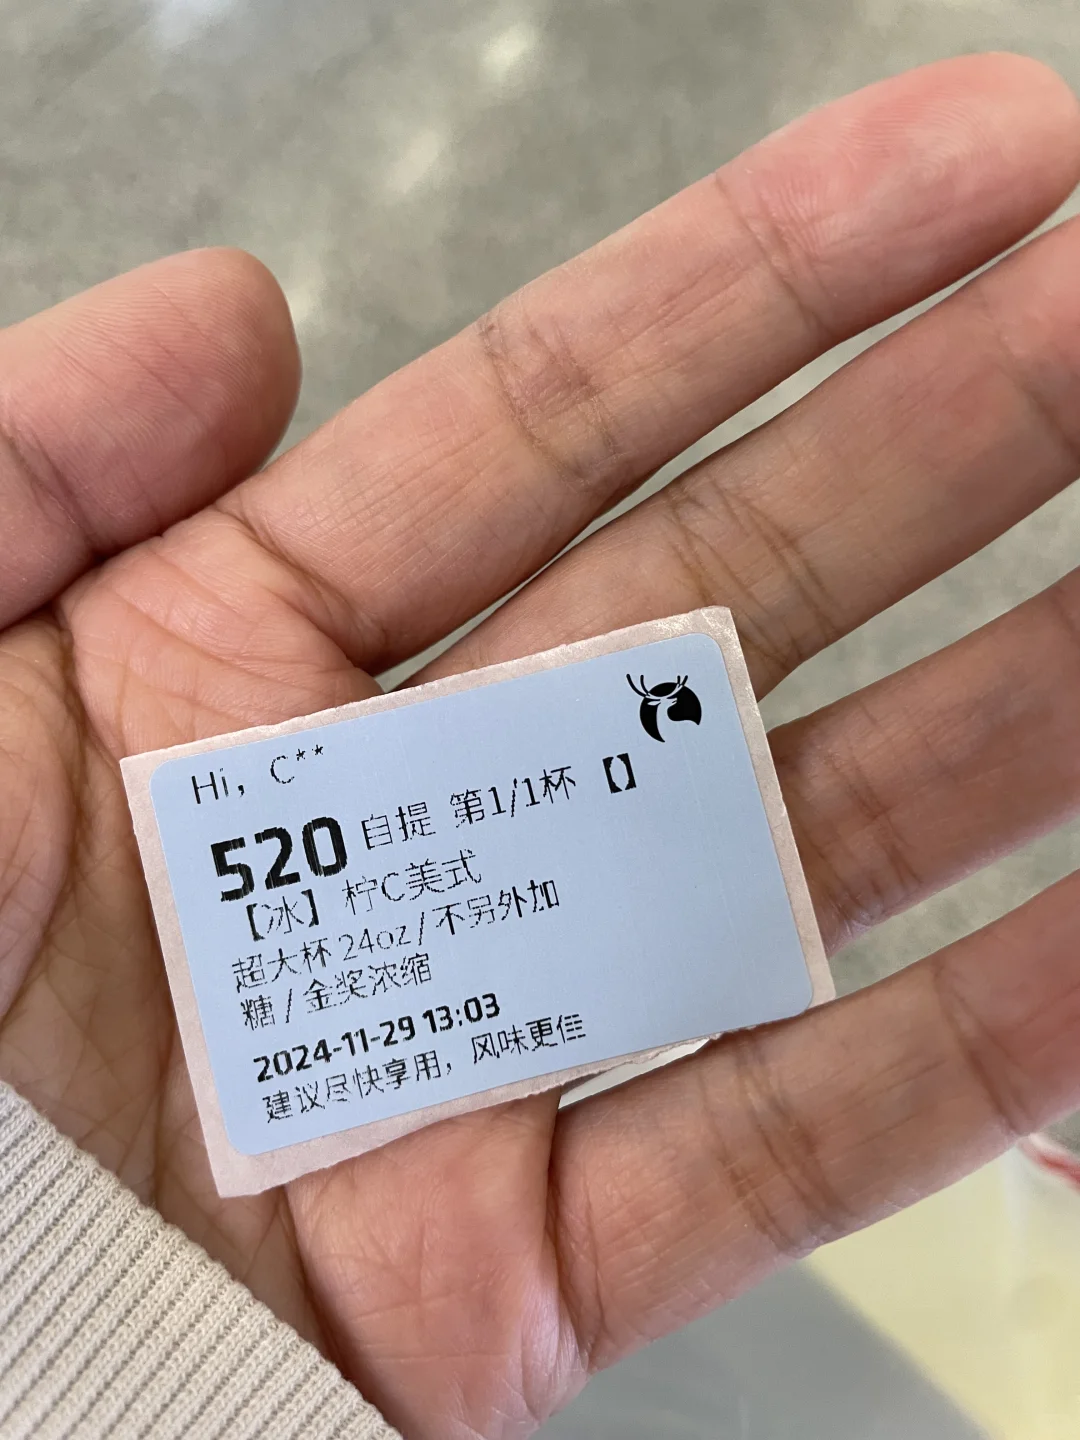 Hi, C**
520 自提 第1/1杯 【】
【冰】 柠C美式
超大杯 24oz / 不另外加
糖 / 金奖浓缩
2024-11-29 13:03
建议尽快享用，风味更佳